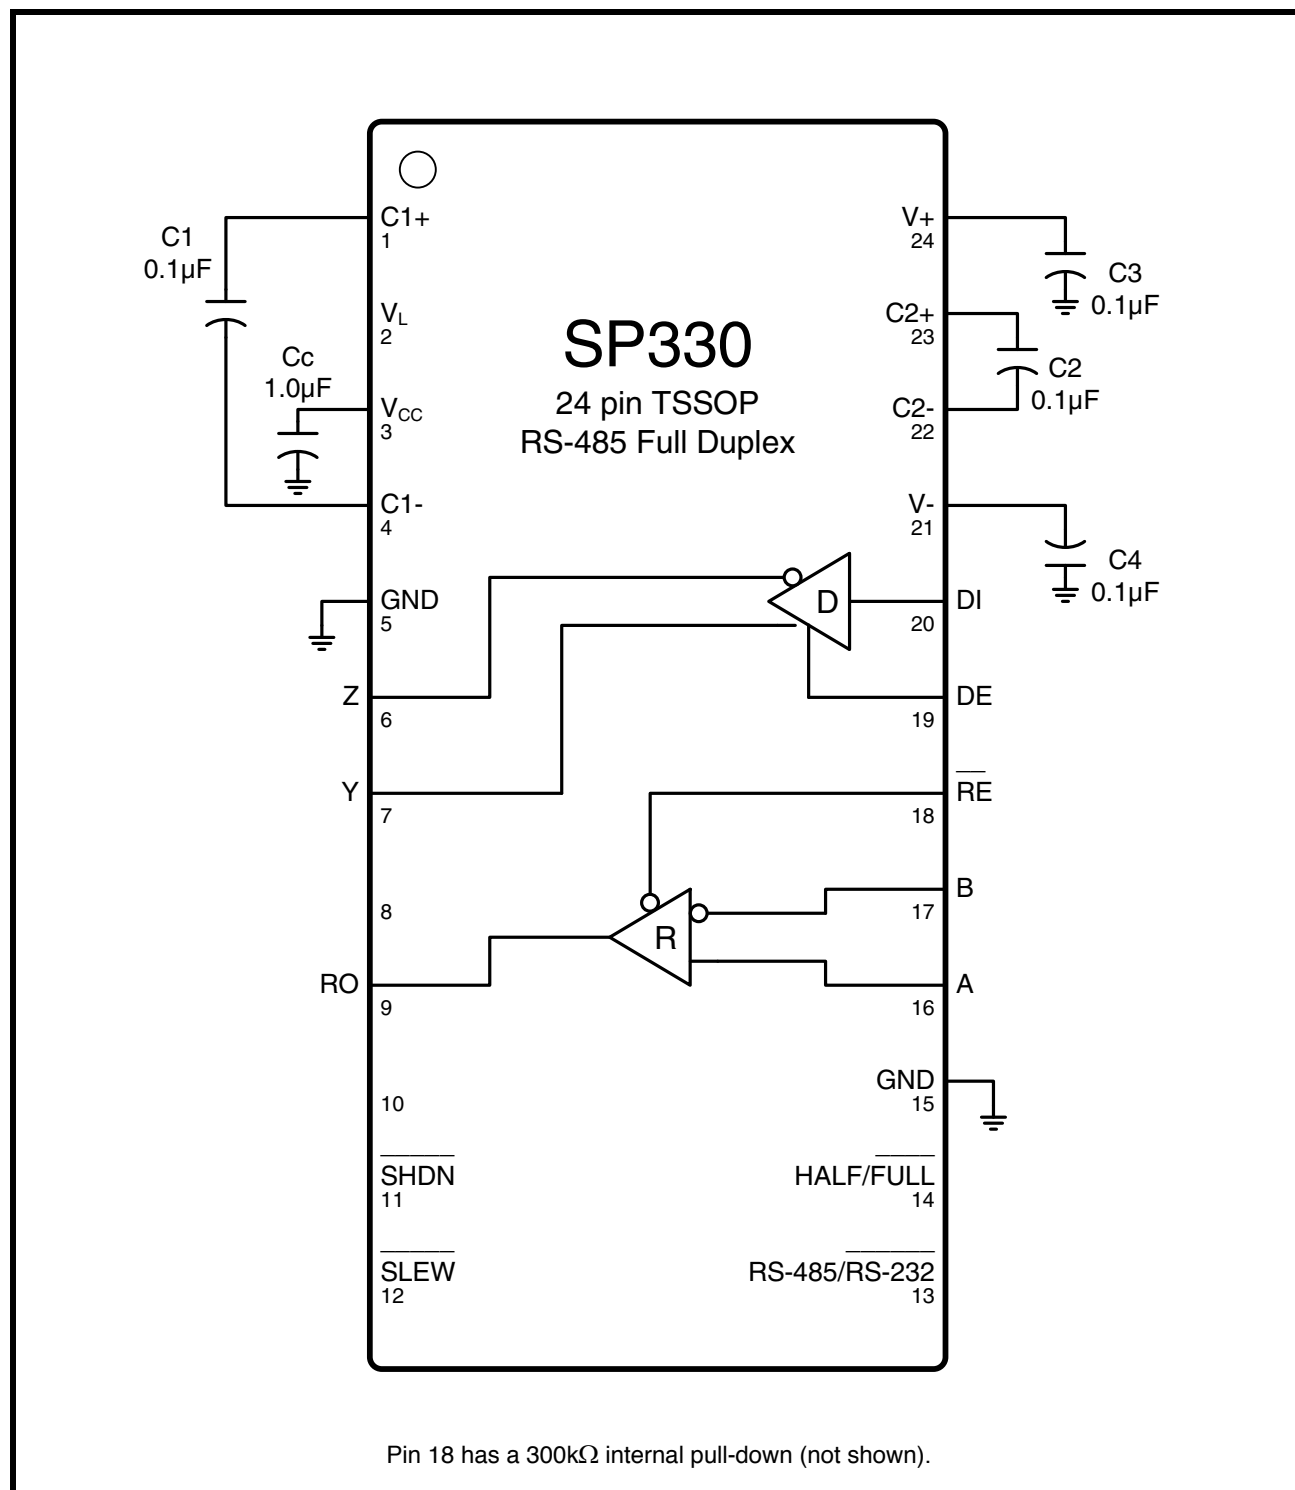 C1+
1
C1
0.1µF
VL
2
Cc
1.0µF
VCC
3
C1-
4
GND
5
Z
6
Y
7
8
RO
9
10
SHDN
11
SLEW
12
SP330
24 pin TSSOP
RS-485 Full Duplex
D
R
V+
24
C3
0.1µF
C2+
23
C2
0.1µF
C2-
22
V-
21
C4
0.1µF
DI
20
DE
19
RE
18
B
17
A
16
GND
15
HALF/FULL
14
RS-485/RS-232
13
Pin 18 has a 300kΩ internal pull-down (not shown).